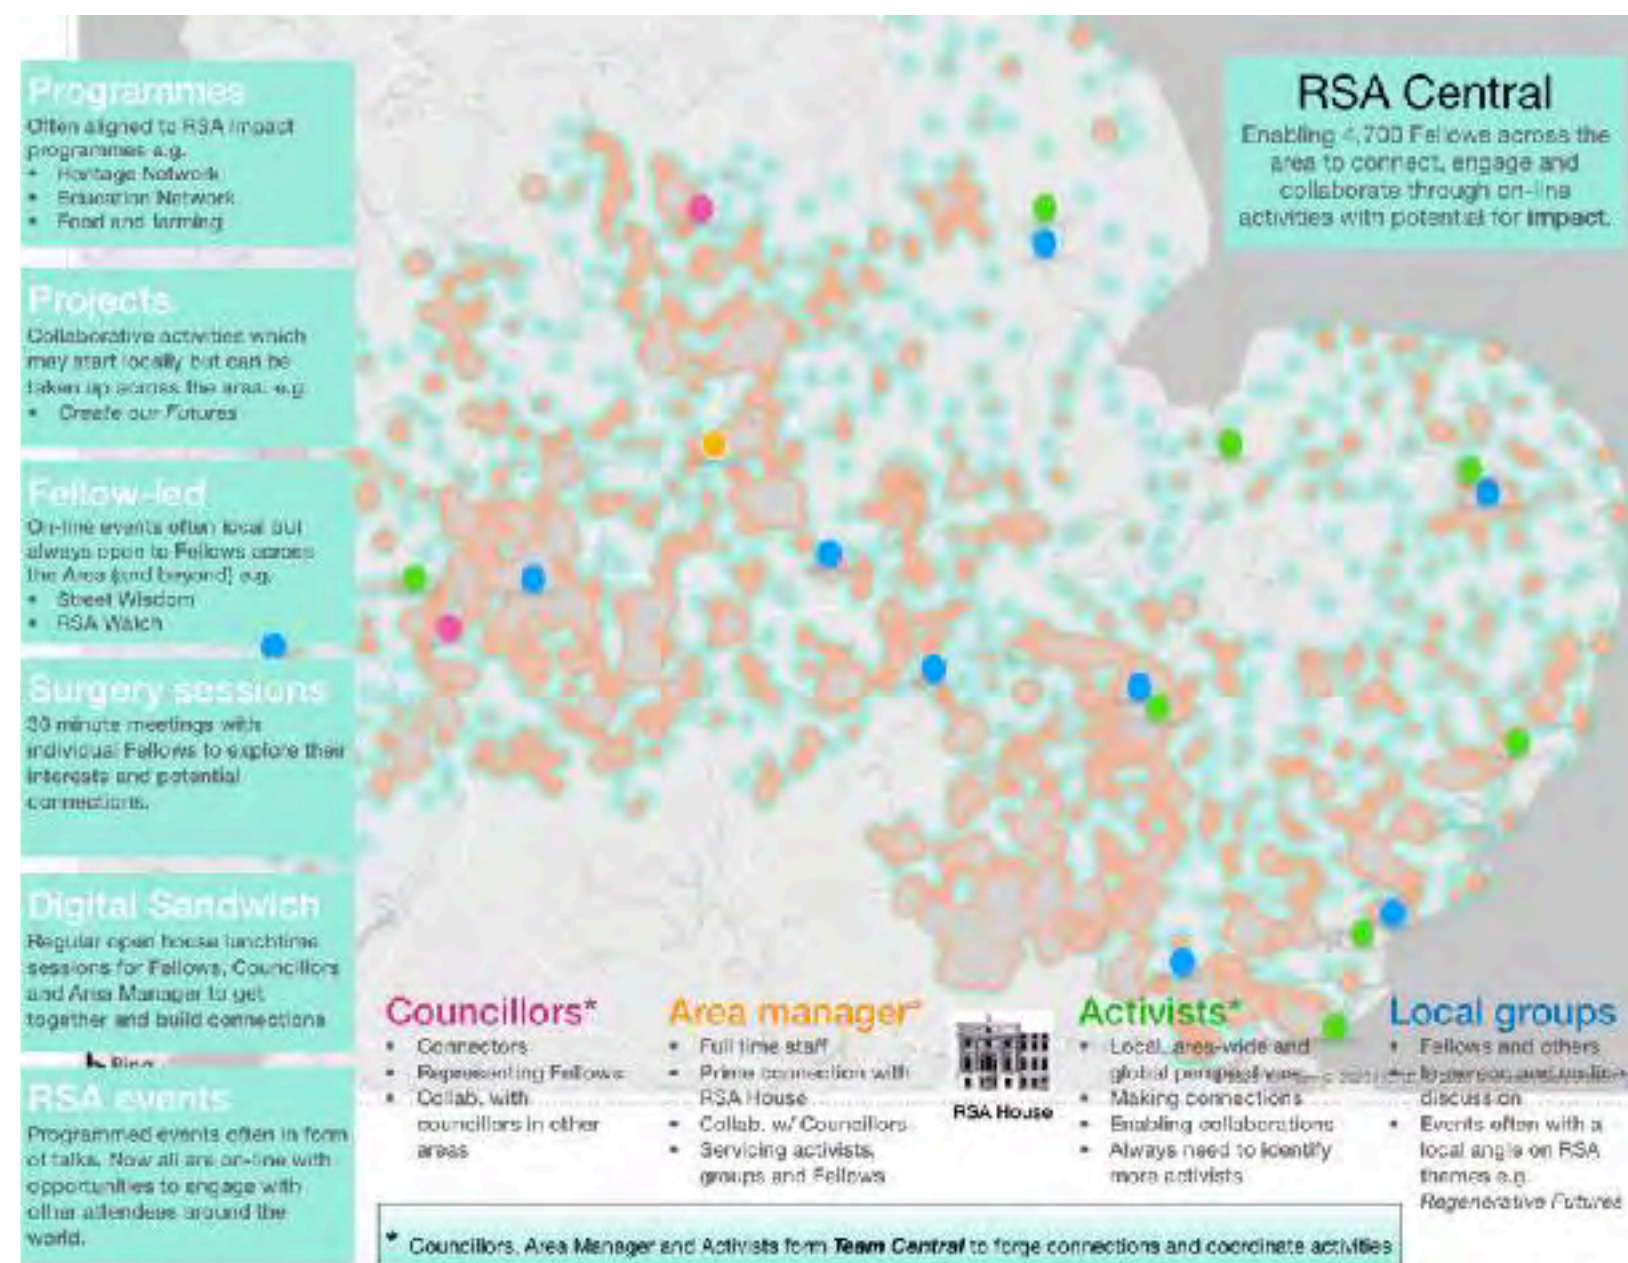 Programmes
Often aligned to RSA impact
programmes e.g.
• Heritage Network
• Education Network
• Food and farming
Projects
Collaborative activities which
may start locally but can be
taken up across the area. e.g.
• Create our Futures
Fellow-led
On-line events often local but
always open to Fellows across
the Area (and beyond) e.g.
• Street Wisdom
• RSA Watch
Surgery sessions
30 minute meetings with
individual Fellows to explore their
interests and potential
connections.
Digital Sandwich
Regular open house lunchtime
sessions for Fellows, Councillors
and Area Manager to get
together and build connections
Bing
RSA events
Programmed events often in form
of talks. Now all are on-line with
opportunities to engage with
other attendees around the
world.
RSA Central
Enabling 4,700 Fellows across the
area to connect, engage and
collaborate through on-line
activities with potential for impact.
Councillors*
• Connectors
• Representing Fellows
• Collab. with
councillors in other
areas
Area manager*
• Full time staff
• Prime connection with
RSA House
• Collab. w/ Councillors
• Servicing activists,
groups and Fellows
RSA House
Activists*
• Local, area-wide and
global perspectives
• Making connections
• Enabling collaborations
• Always need to identify
more activists
Local groups
• Fellows and others
• In-person and on-line
discussion
• Events often with a
local angle on RSA
themes e.g.
Regenerative Futures
* Councillors, Area Manager and Activists form Team Central to forge connections and coordinate activities